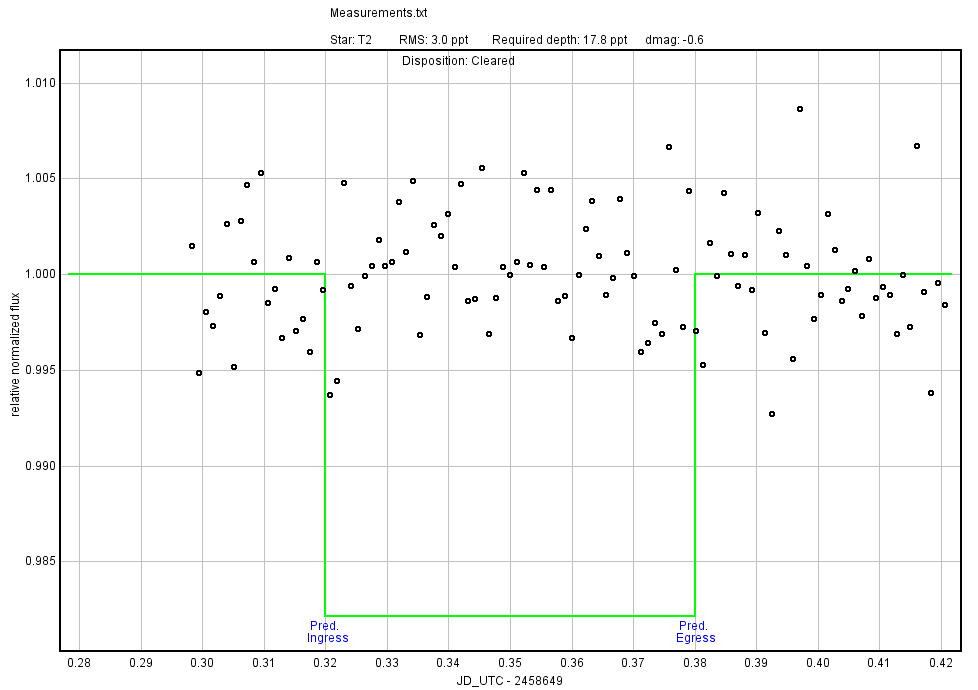 Measurements.txt
Star: T2 RMS: 3.0 ppt Required depth: 17.8 ppt dmag: -0.6
Disposition: Cleared
1.010
1.005
1.000
0.995
0.990
0.985
relative normalized flux
Pred.
Ingress
Pred.
Egress
0.28 0.29 0.30 0.31 0.32 0.33 0.34 0.35 0.36 0.37 0.38 0.39 0.40 0.41 0.42
JD_UTC - 2458649